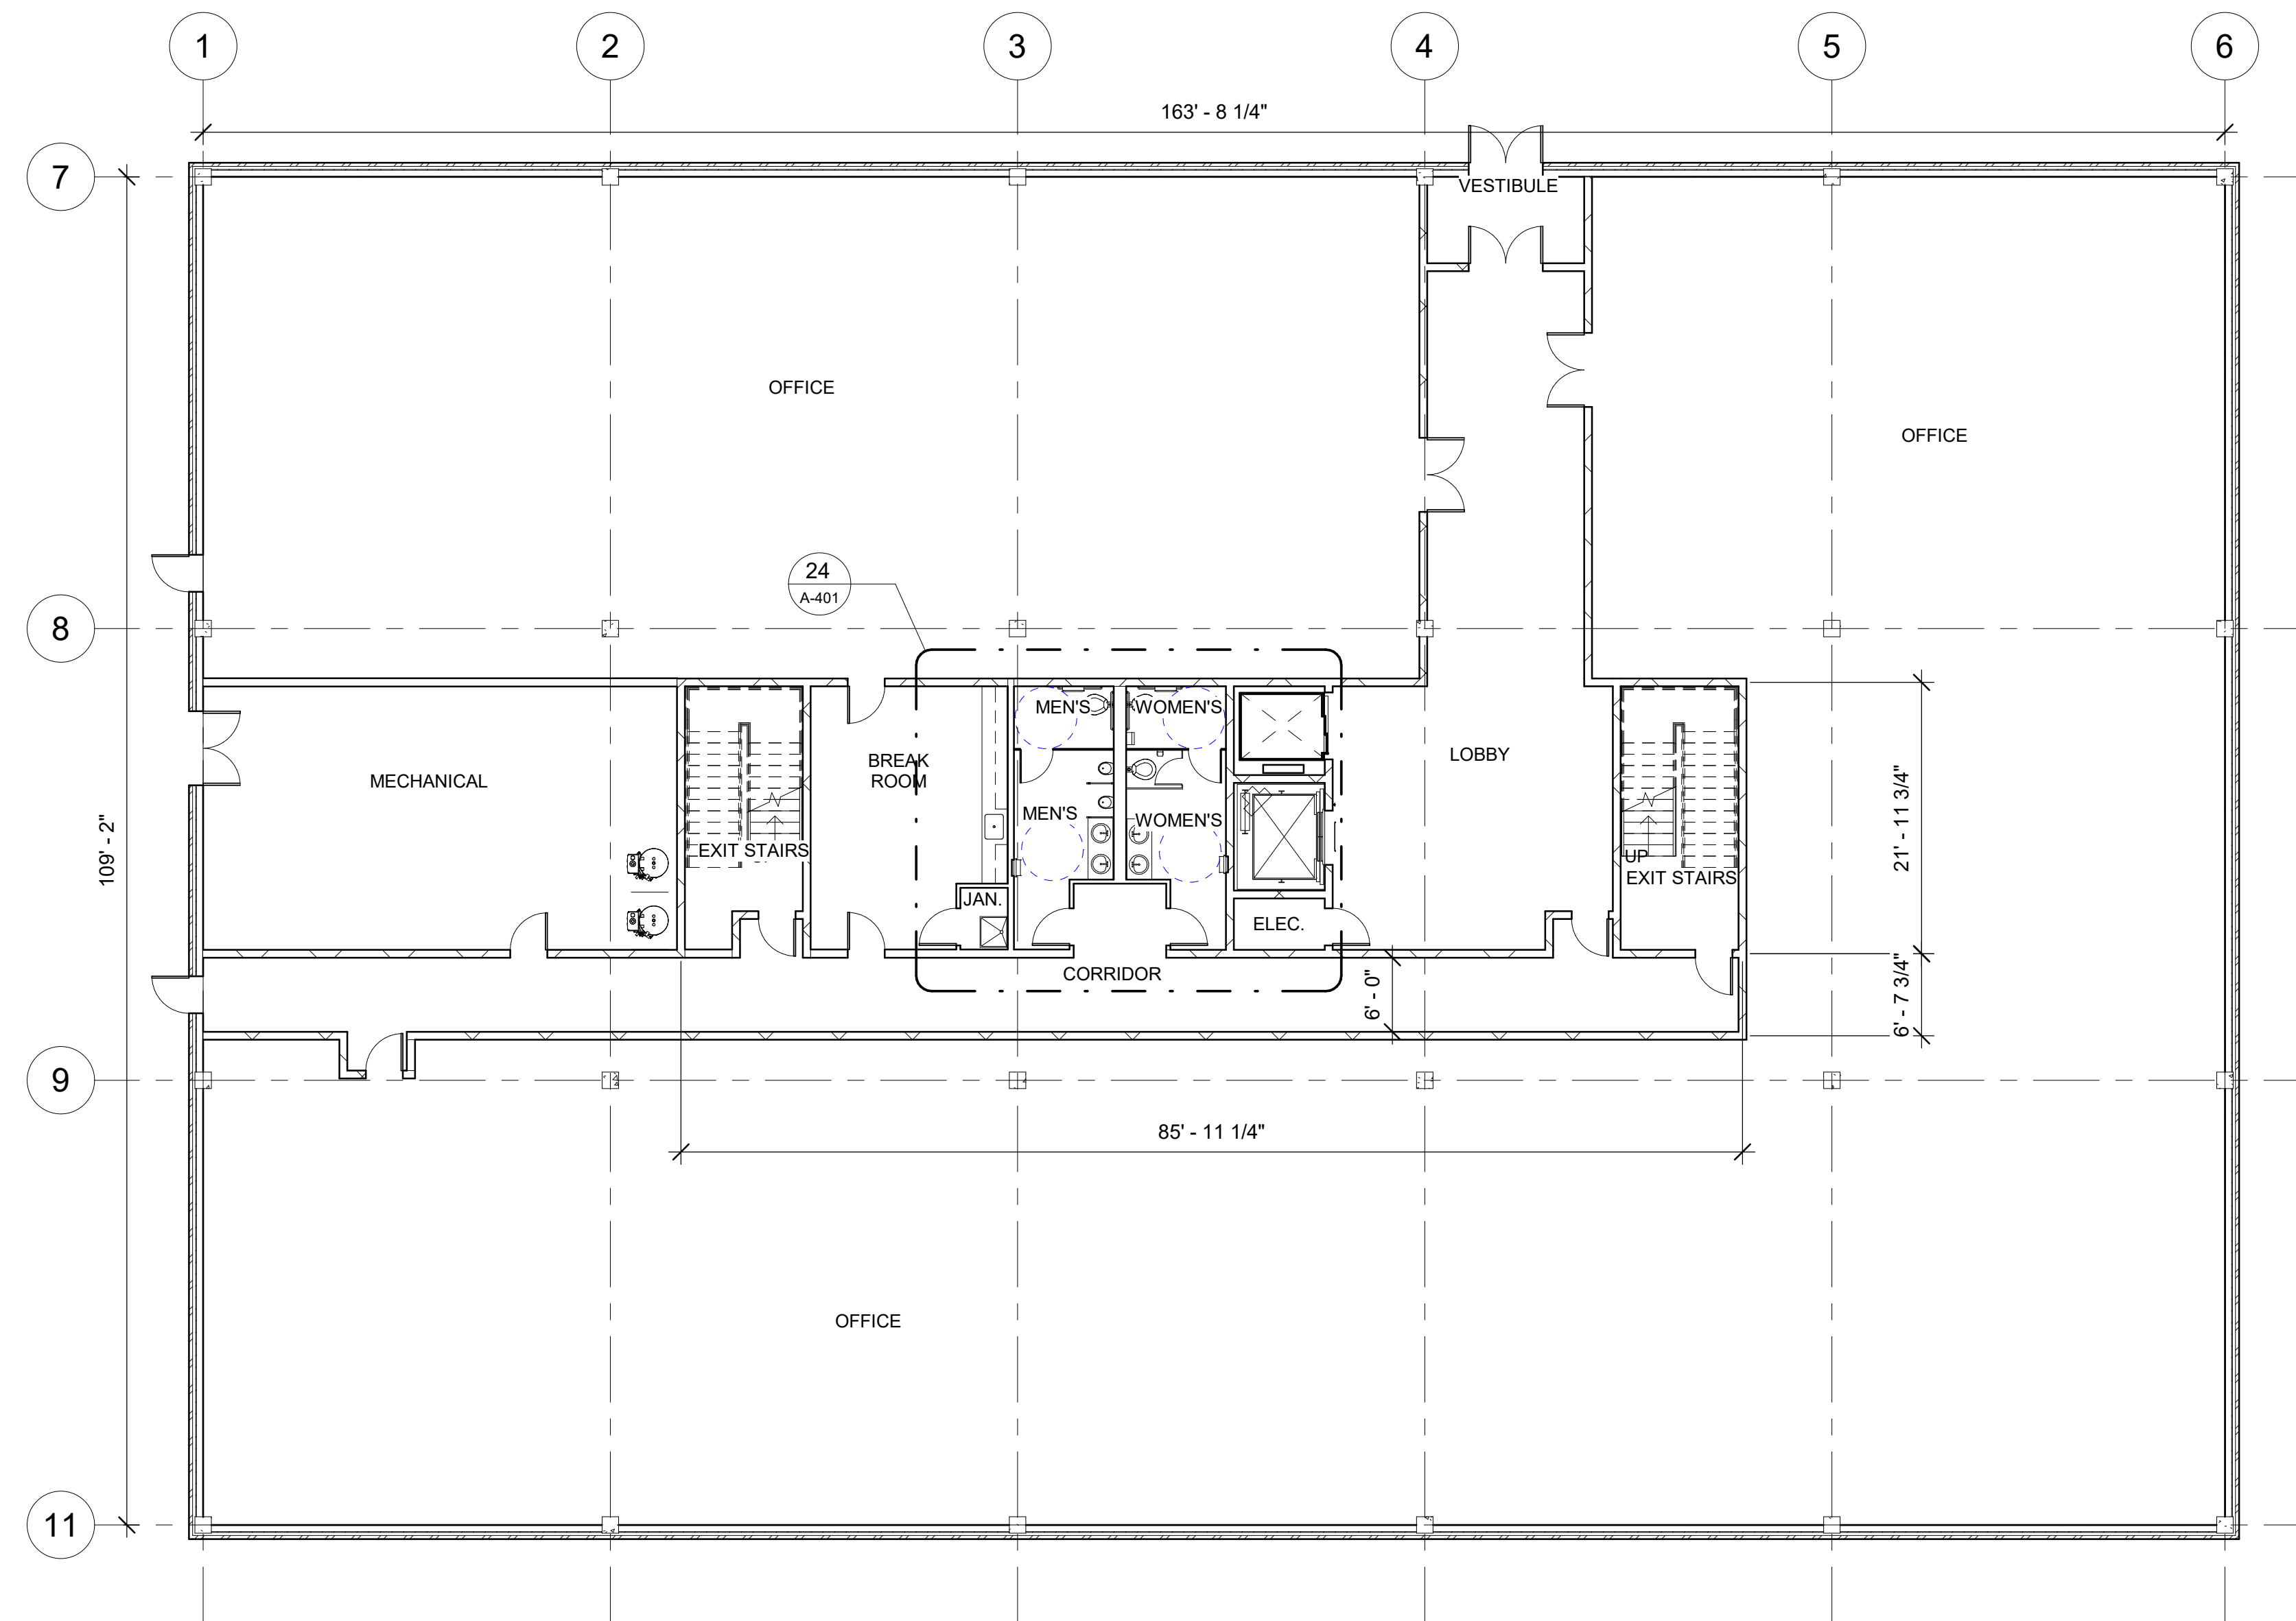 1
2
3
4
5
6
163' - 8 1/4"
7
VESTIBULE
OFFICE
OFFICE
24
A-401
8
MEN'S
WOMEN'S
LOBBY
BREAK
ROOM
MECHANICAL
109' - 2"
21' - 11 3/4"
MEN'S
WOMEN'S
EXIT STAIRS
UP
EXIT STAIRS
JAN.
ELEC.
CORRIDOR
6' - 0"
6' - 7 3/4"
9
85' - 11 1/4"
OFFICE
11